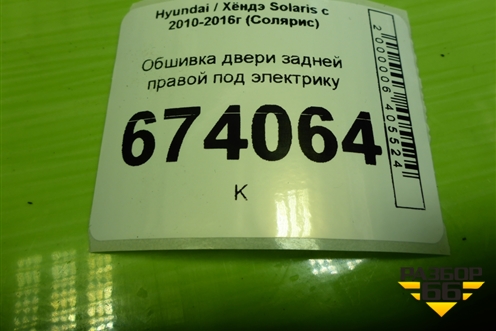 Hyundai / Хёндэ Solaris с
2010-2016г (Солярис)
Обшивка двери задней
правой под электрику
674064
К
2000006405524
РАЗБОР
66